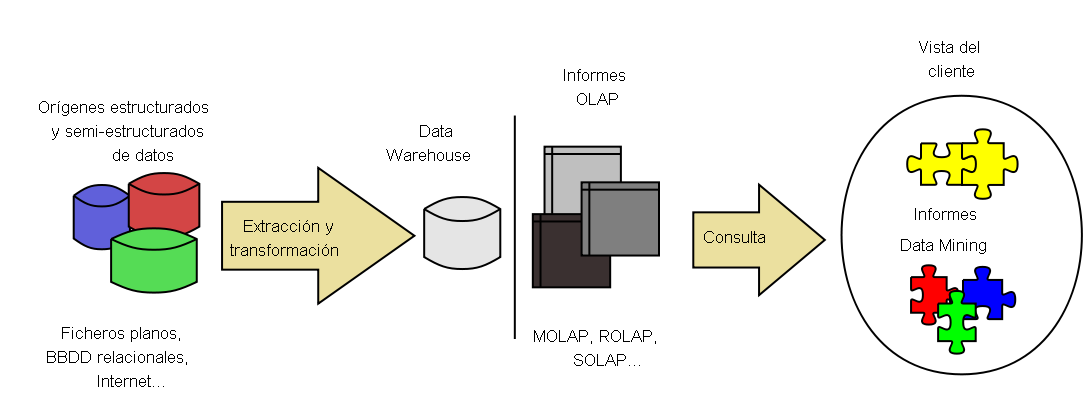 Orígenes estructurados
y semi-estructurados
de datos
Ficheros planos,
BBDD relacionales,
Internet...
Extracción y
transformación
Data
Warehouse
Informes
OLAP
MOLAP, ROLAP,
SOLAP...
Consulta
Vista del
cliente
Informes
Data Mining